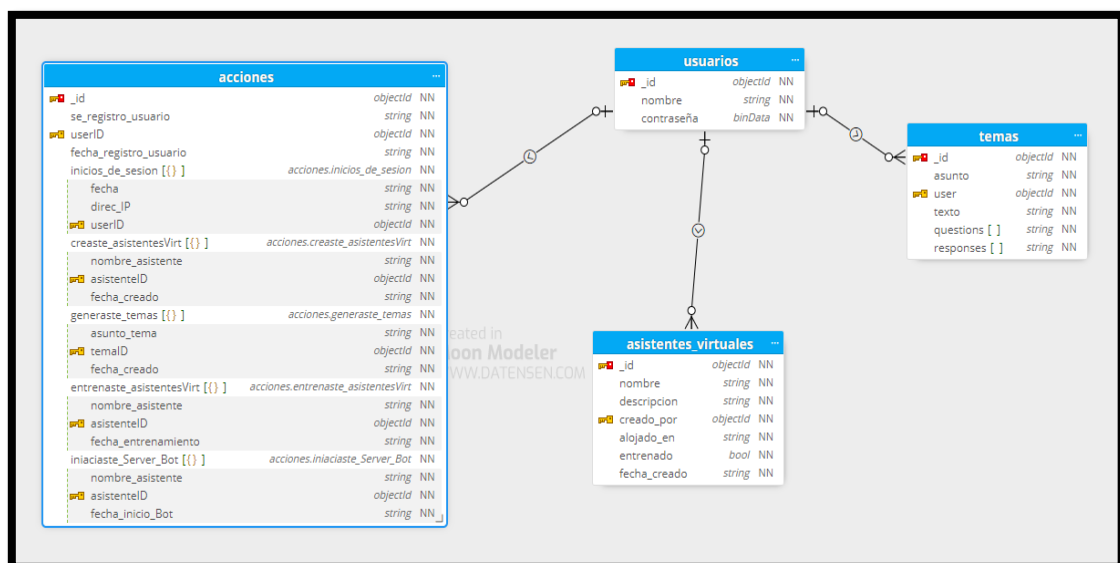 acciones ...
_id objectId NN
se_registro_usuario string NN
userID objectId NN
fecha_registro_usuario string NN
inicios_de_sesion [{} ] acciones.inicios_de_sesion NN
fecha string NN
direc_IP string NN
userID objectId NN
creaste_asistentesVirt [{} ] acciones.creaste_asistentesVirt NN
nombre_asistente string NN
asistenteID objectId NN
fecha_creado string NN
generaste_temas [{} ] acciones.generaste_temas NN
asunto_tema string NN
temaID objectId NN
fecha_creado string NN
entrenaste_asistentesVirt [{} ] acciones.entrenaste_asistentesVirt NN
nombre_asistente string NN
asistenteID objectId NN
fecha_entrenamiento string NN
iniaciaste_Server_Bot [{} ] acciones.iniaciaste_Server_Bot NN
nombre_asistente string NN
asistenteID objectId NN
fecha_inicio_Bot string NN
usuarios ...
_id objectId NN
nombre string NN
contraseña binData NN
temas ...
_id objectId NN
asunto string NN
user objectId NN
texto string NN
questions [ ] string NN
responses [ ] string NN
asistentes_virtuales ...
_id objectId NN
nombre string NN
descripcion string NN
creado_por objectId NN
alojado_en string NN
entrenado bool NN
fecha_creado string NN
in
Modeler
WWW.DATENSEN.COM